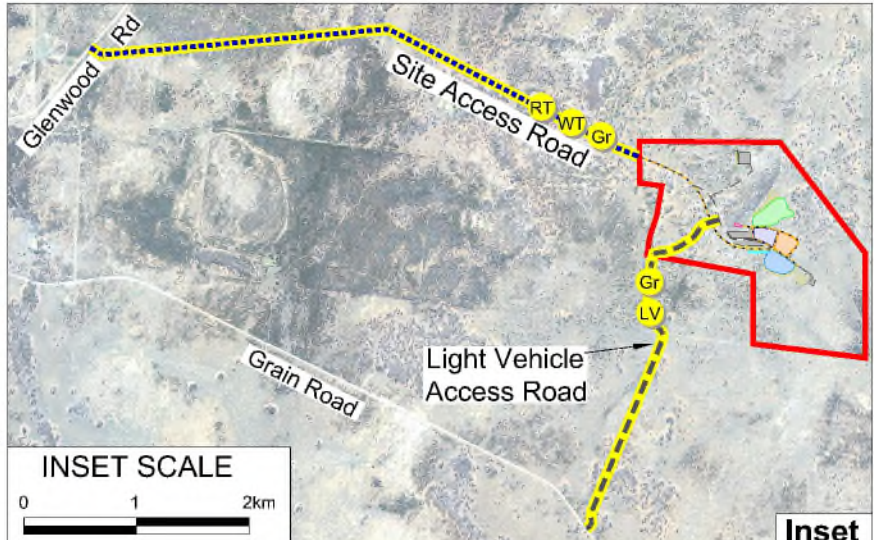 Glenwood Rd
Site Access Road
RT
WT
Gr
Gr
LV
Light Vehicle
Access Road
Grain Road
INSET SCALE
0 1 2km
Inset